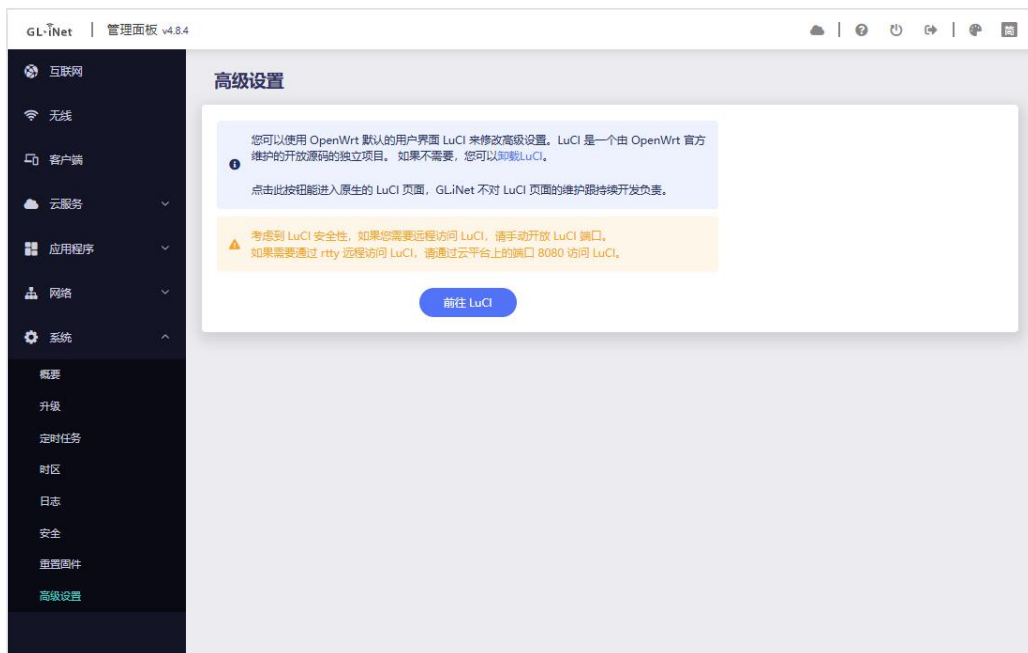 GL·iNet | 管理面板 v4.8.4
简
互联网
无线
客户端
云服务
应用程序
网络
系统
概要
升级
定时任务
时区
日志
安全
重置固件
高级设置
高级设置
您可以使用 OpenWrt 默认的用户界面 LuCI 来修改高级设置。LuCI 是一个由 OpenWrt 官方
维护的开放源码的独立项目。 如果不需要，您可以卸载LuCI。
点击此按钮能进入原生的 LuCI 页面，GL.iNet 不对 LuCI 页面的维护跟持续开发负责。
考虑到 LuCI 安全性，如果您需要远程访问 LuCI，请手动开放 LuCI 端口。
如果需要通过 rtty 远程访问 LuCI，请通过云平台上的端口 8080 访问 LuCI。
前往 LuCI